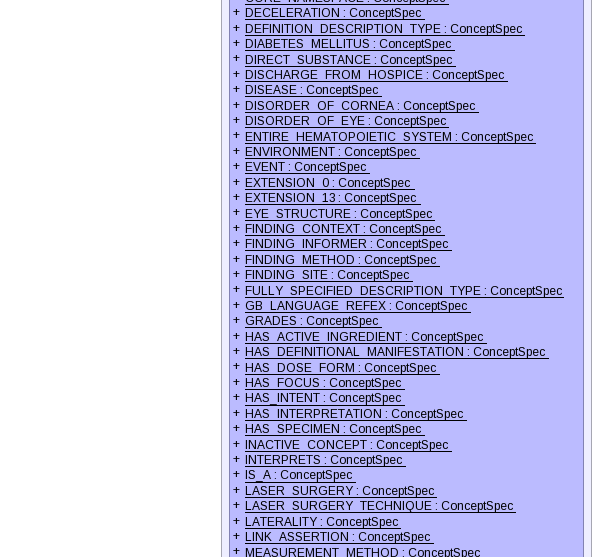 CORE_NAMESPACE : ConceptSpec
+ DECELERATION : ConceptSpec
+ DEFINITION_DESCRIPTION_TYPE : ConceptSpec
+ DIABETES_MELLITUS : ConceptSpec
+ DIRECT_SUBSTANCE : ConceptSpec
+ DISCHARGE_FROM_HOSPICE : ConceptSpec
+ DISEASE : ConceptSpec
+ DISORDER_OF_CORNEA : ConceptSpec
+ DISORDER_OF_EYE : ConceptSpec
+ ENTIRE_HEMATOPOIETIC_SYSTEM : ConceptSpec
+ ENVIRONMENT : ConceptSpec
+ EVENT : ConceptSpec
+ EXTENSION_0 : ConceptSpec
+ EXTENSION_13 : ConceptSpec
+ EYE_STRUCTURE : ConceptSpec
+ FINDING_CONTEXT : ConceptSpec
+ FINDING_INFORMER : ConceptSpec
+ FINDING_METHOD : ConceptSpec
+ FINDING_SITE : ConceptSpec
+ FULLY_SPECIFIED_DESCRIPTION_TYPE : ConceptSpec
+ GB_LANGUAGE_REFEX : ConceptSpec
+ GRADES : ConceptSpec
+ HAS_ACTIVE_INGREDIENT : ConceptSpec
+ HAS_DEFINITIONAL_MANIFESTATION : ConceptSpec
+ HAS_DOSE_FORM : ConceptSpec
+ HAS_FOCUS : ConceptSpec
+ HAS_INTENT : ConceptSpec
+ HAS_INTERPRETATION : ConceptSpec
+ HAS_SPECIMEN : ConceptSpec
+ INACTIVE_CONCEPT : ConceptSpec
+ INTERPRETS : ConceptSpec
+ IS_A : ConceptSpec
+ LASER_SURGERY : ConceptSpec
+ LASER_SURGERY_TECHNIQUE : ConceptSpec
+ LATERALITY : ConceptSpec
+ LINK_ASSERTION : ConceptSpec
+ MEASUREMENT_METHOD : ConceptSpec